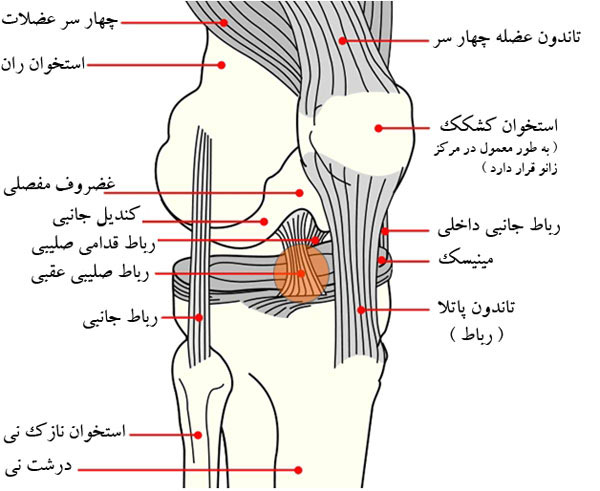 چهار سر عضلات
استخوان ران
غضروف مفصلی
کندیل جانبی
رباط قدامی صلیبی
رباط صلیبی عقبی
رباط جانبی
استخوان نازک نی
درشت نی
تاندون عضله چهار سر
استخوان کشکک
( به طور معمول در مرکز
زانو قرار دارد )
رباط جانبی داخلی
مینیسک
تاندون پاتلا
( رباط )